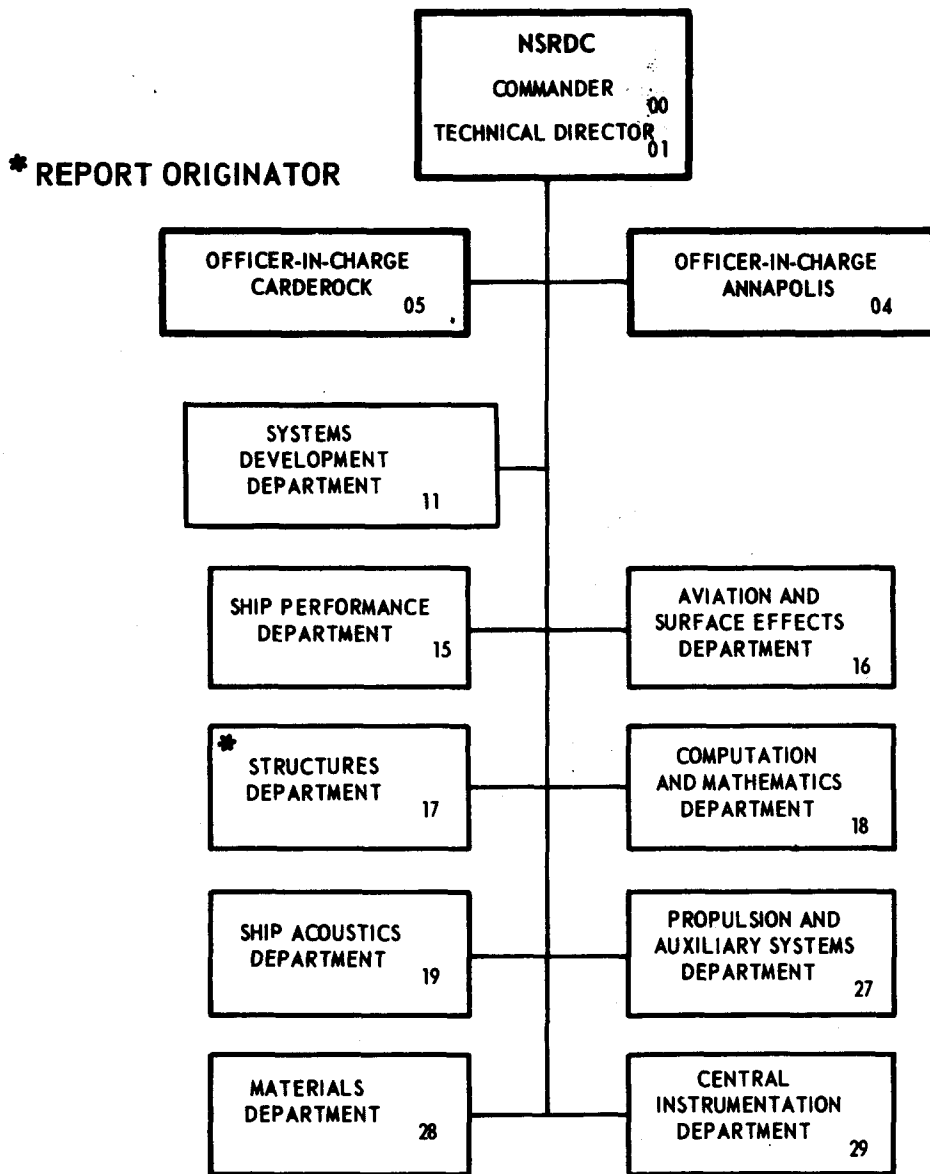 NSRDC
COMMANDER
00
TECHNICAL DIRECTOR
01
* REPORT ORIGINATOR
OFFICER-IN-CHARGE
CARDEROCK
05
OFFICER-IN-CHARGE
ANNAPOLIS
04
SYSTEMS
DEVELOPMENT
DEPARTMENT
11
SHIP PERFORMANCE
DEPARTMENT
15
AVIATION AND
SURFACE EFFECTS
DEPARTMENT
16
*
STRUCTURES
DEPARTMENT
17
COMPUTATION
AND MATHEMATICS
DEPARTMENT
18
SHIP ACOUSTICS
DEPARTMENT
19
PROPULSION AND
AUXILIARY SYSTEMS
DEPARTMENT
27
MATERIALS
DEPARTMENT
28
CENTRAL
INSTRUMENTATION
DEPARTMENT
29